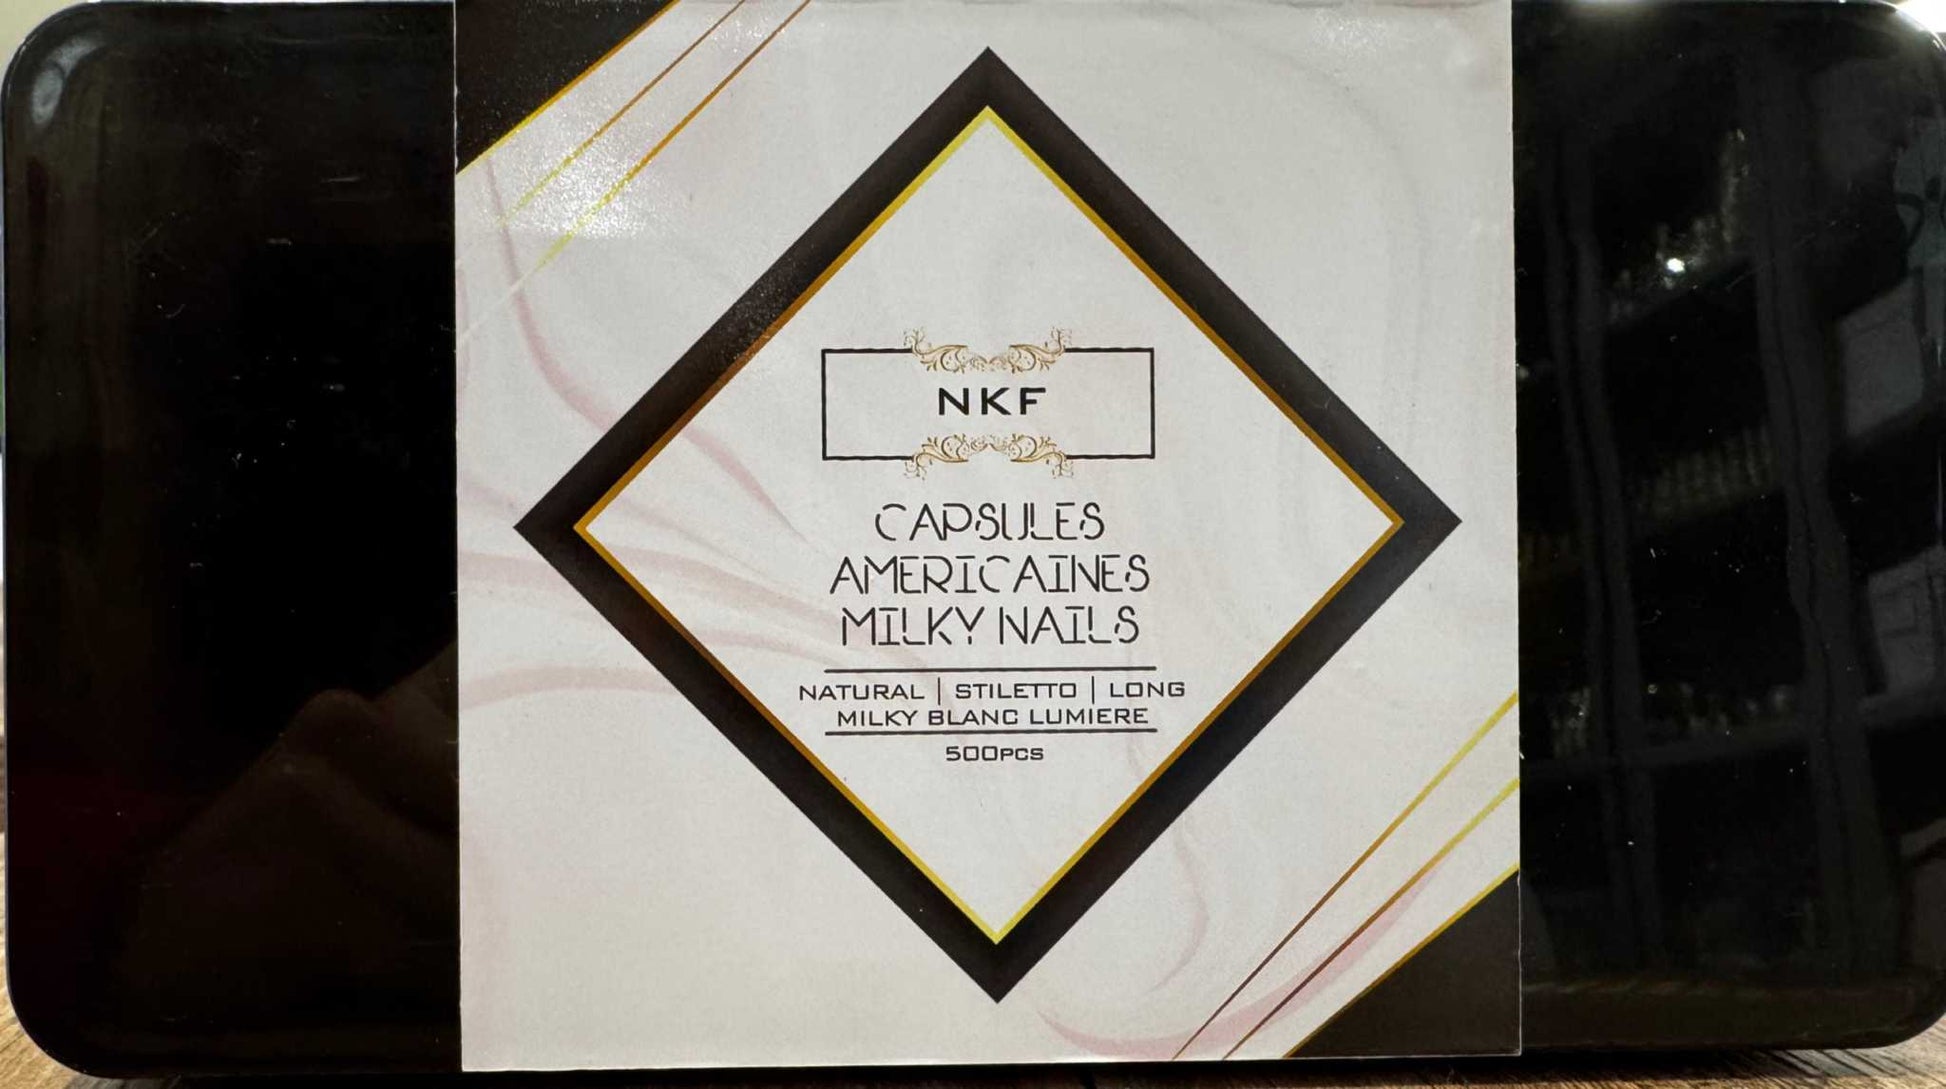 NKF
CAPSULES
AMERICAINES
MILKY NAILS
NATURAL | STILETTO | LONG
MILKY BLANC LUMIERE
500PCS